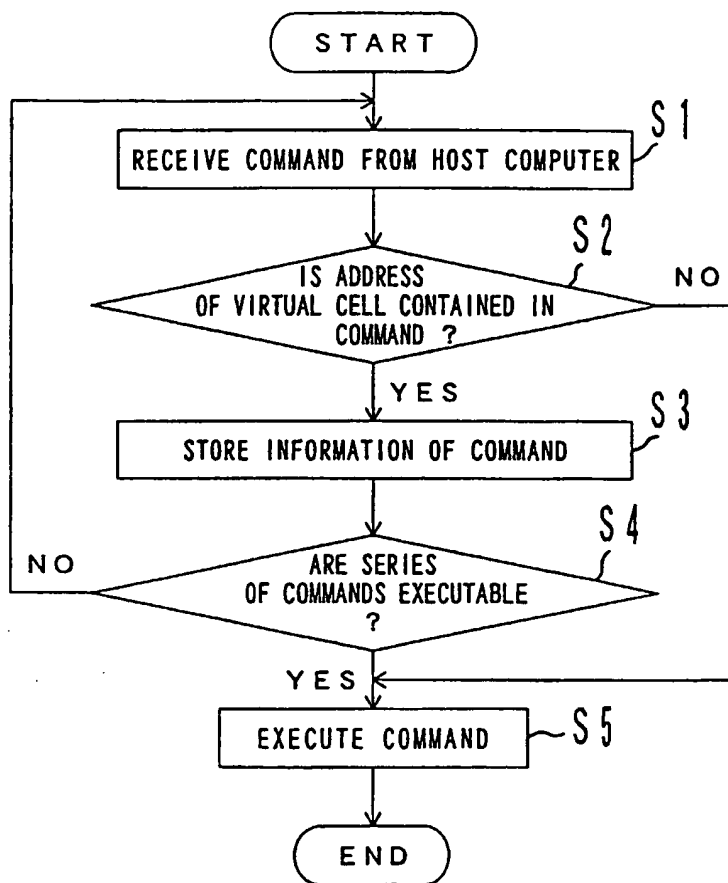 START
S1
RECEIVE COMMAND FROM HOST COMPUTER
S2
IS ADDRESS
OF VIRTUAL CELL CONTAINED IN
COMMAND ?
NO
YES
S3
STORE INFORMATION OF COMMAND
S4
ARE SERIES
OF COMMANDS EXECUTABLE
?
NO
YES
S5
EXECUTE COMMAND
END